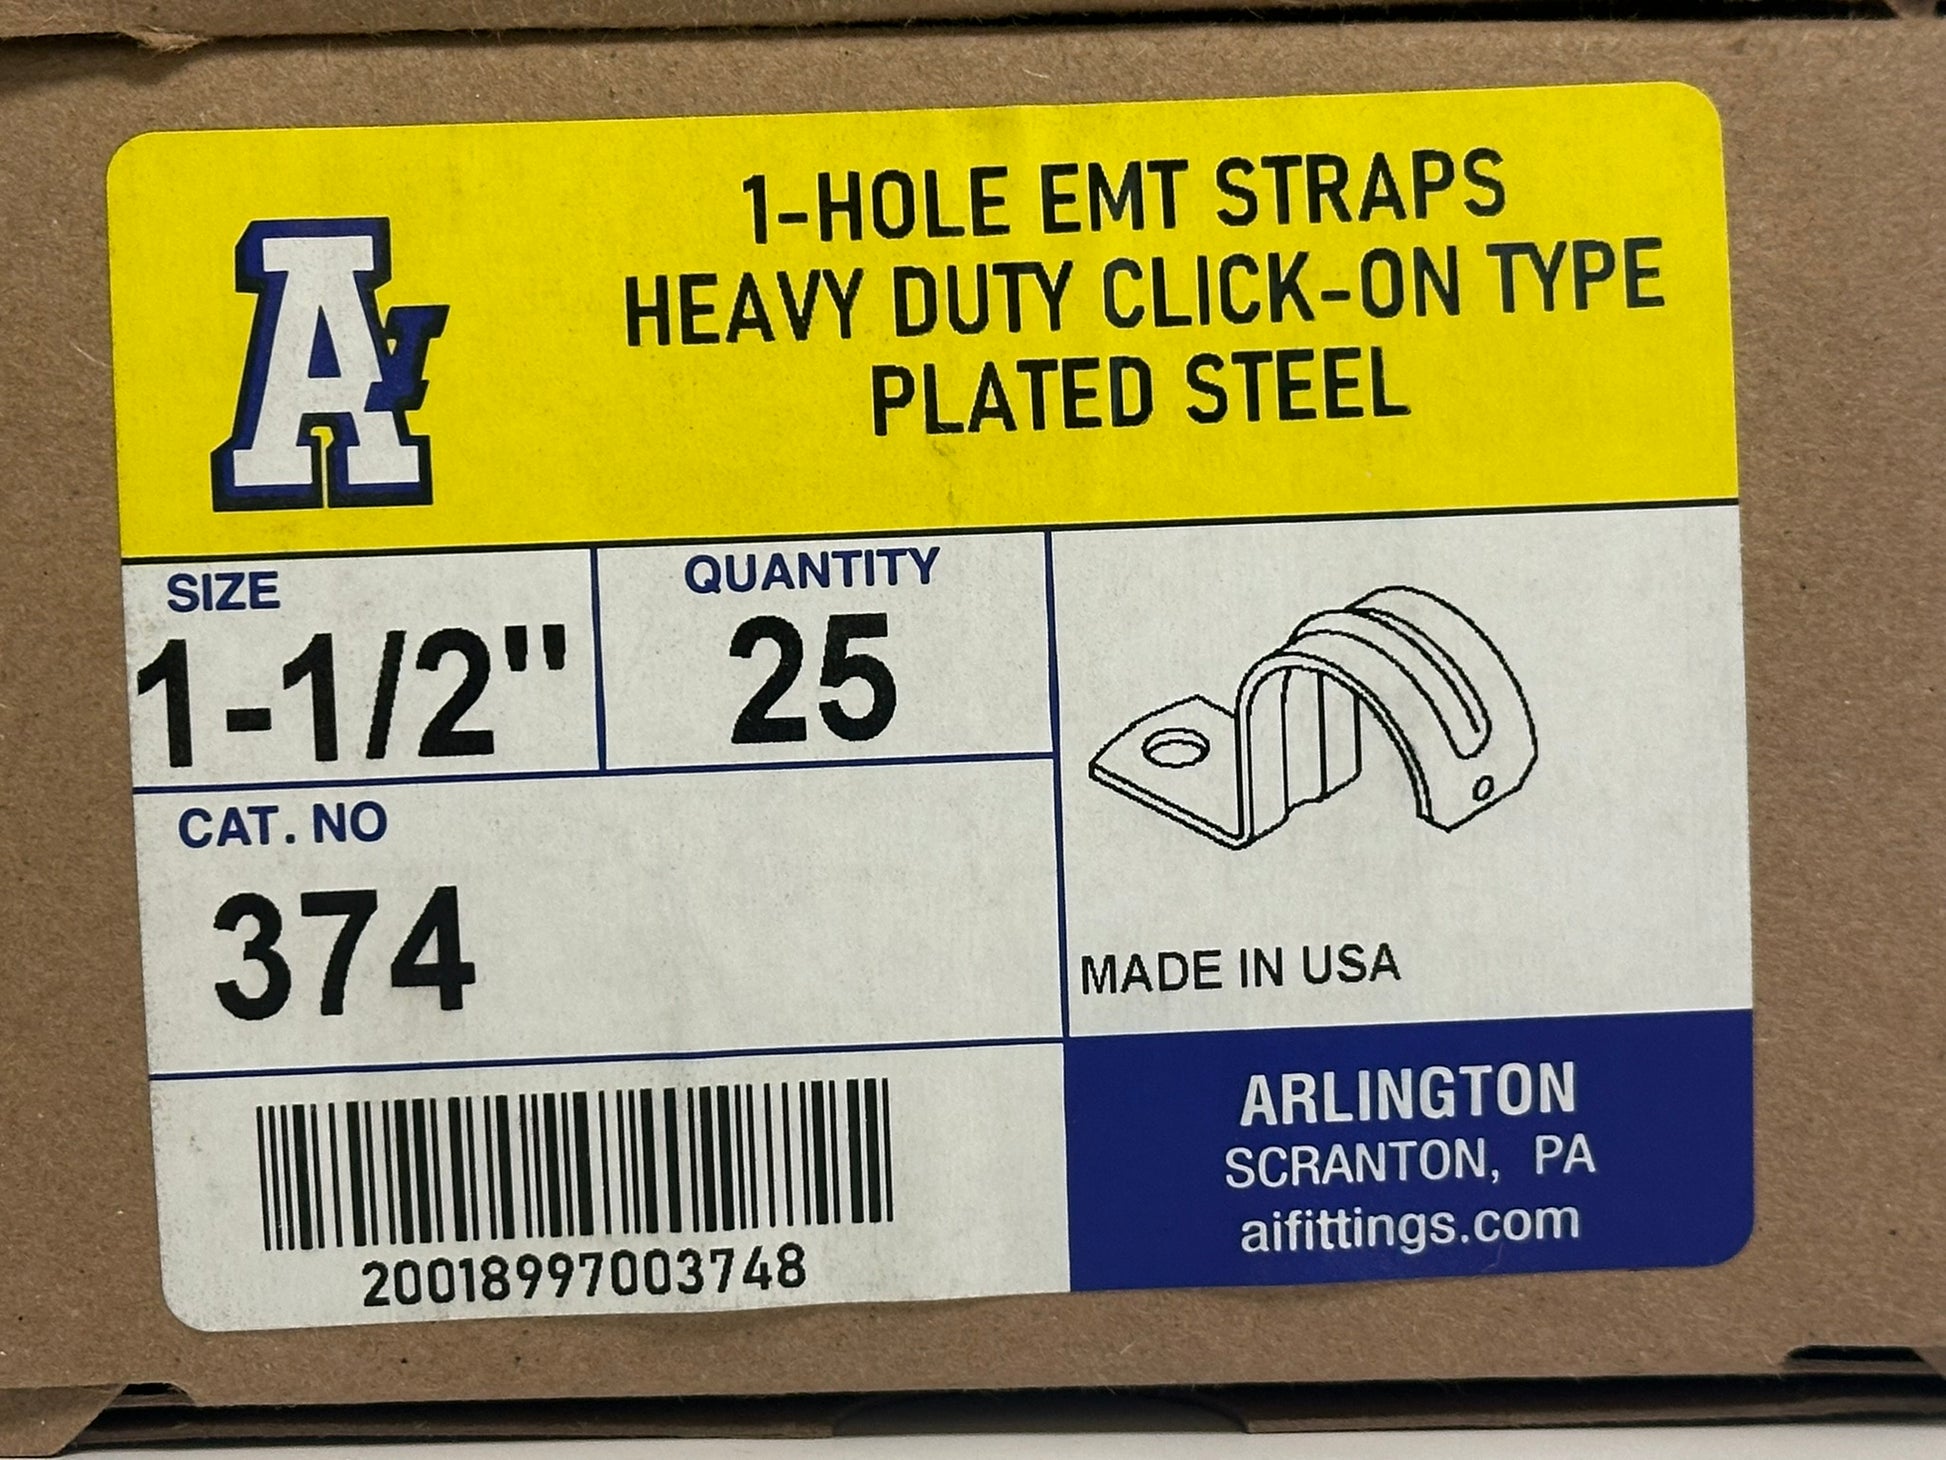 1-HOLE EMT STRAPS
HEAVY DUTY CLICK-ON TYPE
PLATED STEEL
SIZE
1-1/2"
QUANTITY
25
CAT. NO
374
MADE IN USA
20018997003748
ARLINGTON
SCRANTON, PA
aifittings.com